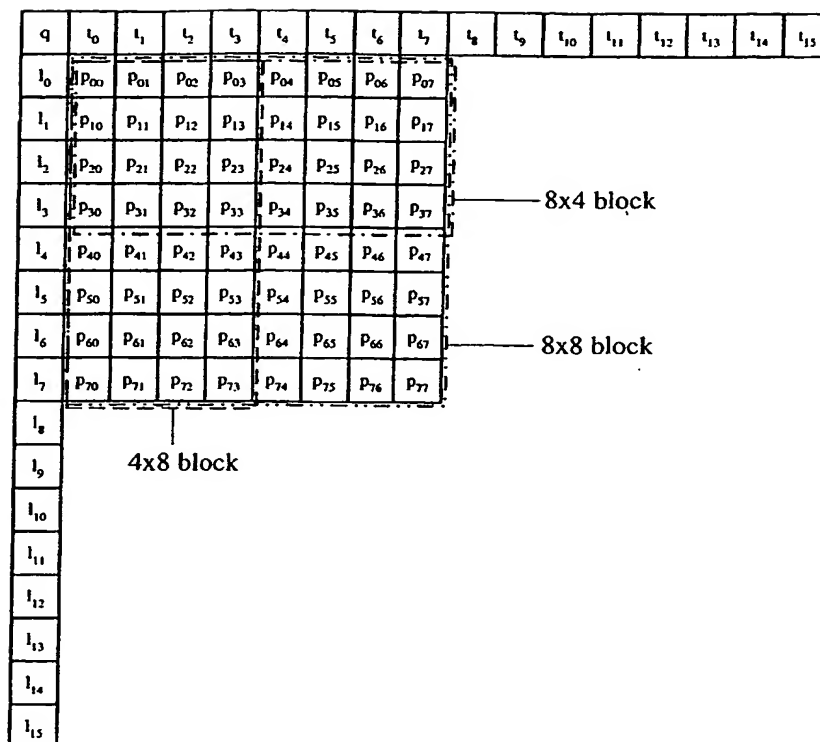 q t₀ t₁ t₂ t₃ t₄ t₅ t₆ t₇ t₈ t₉ t₁₀ t₁₁ t₁₂ t₁₃ t₁₄ t₁₅
l₀ p₀₀ p₀₁ p₀₂ p₀₃ p₀₄ p₀₅ p₀₆ p₀₇
l₁ p₁₀ p₁₁ p₁₂ p₁₃ p₁₄ p₁₅ p₁₆ p₁₇
l₂ p₂₀ p₂₁ p₂₂ p₂₃ p₂₄ p₂₅ p₂₆ p₂₇
l₃ p₃₀ p₃₁ p₃₂ p₃₃ p₃₄ p₃₅ p₃₆ p₃₇ 8x4 block
l₄ p₄₀ p₄₁ p₄₂ p₄₃ p₄₄ p₄₅ p₄₆ p₄₇
l₅ p₅₀ p₅₁ p₅₂ p₅₃ p₅₄ p₅₅ p₅₆ p₅₇
l₆ p₆₀ p₆₁ p₆₂ p₆₃ p₆₄ p₆₅ p₆₆ p₆₇ 8x8 block
l₇ p₇₀ p₇₁ p₇₂ p₇₃ p₇₄ p₇₅ p₇₆ p₇₇
l₈
l₉ 4x8 block
l₁₀
l₁₁
l₁₂
l₁₃
l₁₄
l₁₅